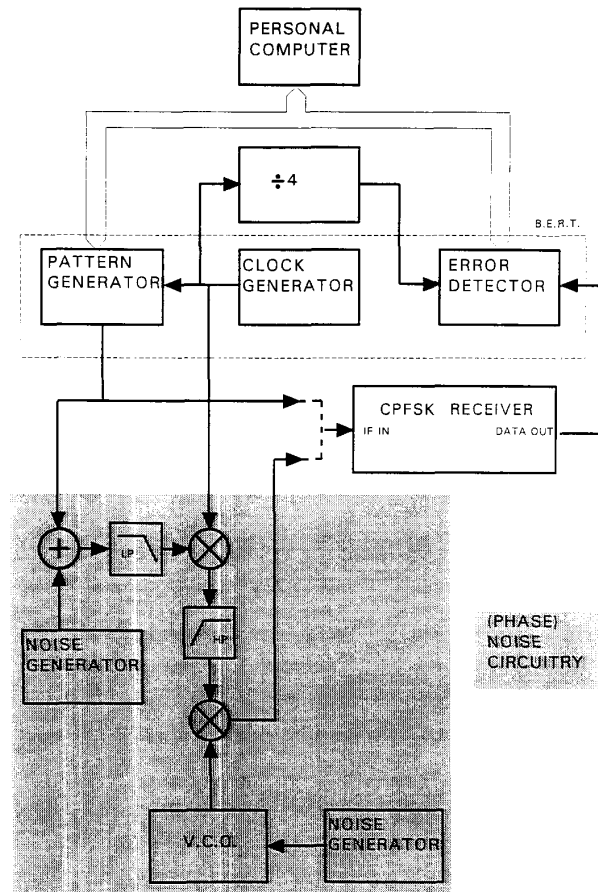 PERSONAL
COMPUTER
÷4
B.E.R.T.
PATTERN
GENERATOR
CLOCK
GENERATOR
ERROR
DETECTOR
CPFSK RECEIVER
IF IN
DATA OUT
+
LP
NOISE
GENERATOR
HP
(PHASE)
NOISE
CIRCUITRY
V.C.O.
NOISE
GENERATOR